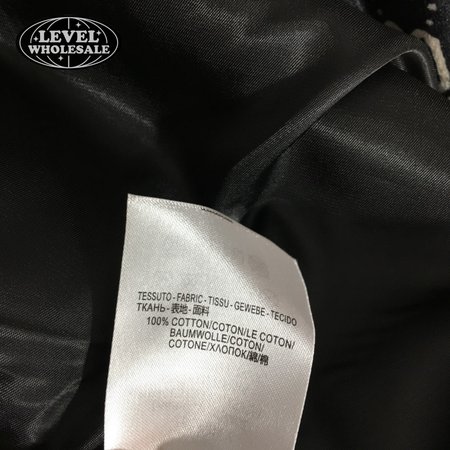 LEVEL
WHOLESALE
TESSUTO - FABRIC - TISSU - GEWEBE - TECIDO
ТКАНЬ - 表地 - 面料
100% COTTON/COTON/LE COTON/
BAUMWOLLE/COTON/
COTONE/ХЛОПОК/綿/棉